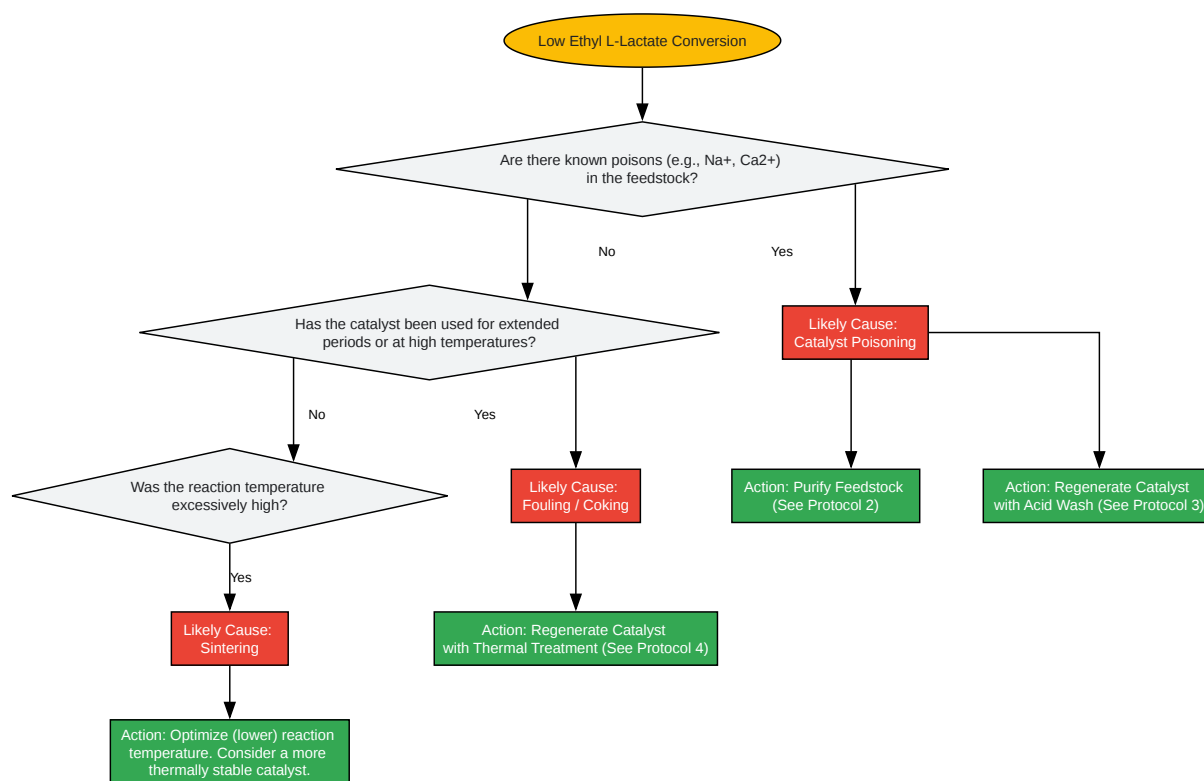 Low Ethyl L-Lactate Conversion
Are there known poisons (e.g., Na+, Ca2+)
in the feedstock?
No
Yes
Has the catalyst been used for extended
periods or at high temperatures?
Likely Cause:
Catalyst Poisoning
No
Yes
Was the reaction temperature
excessively high?
Likely Cause:
Fouling / Coking
Action: Purify Feedstock
(See Protocol 2)
Action: Regenerate Catalyst
with Acid Wash (See Protocol 3)
Yes
Likely Cause:
Sintering
Action: Regenerate Catalyst
with Thermal Treatment (See Protocol 4)
Action: Optimize (lower) reaction
temperature. Consider a more
thermally stable catalyst.